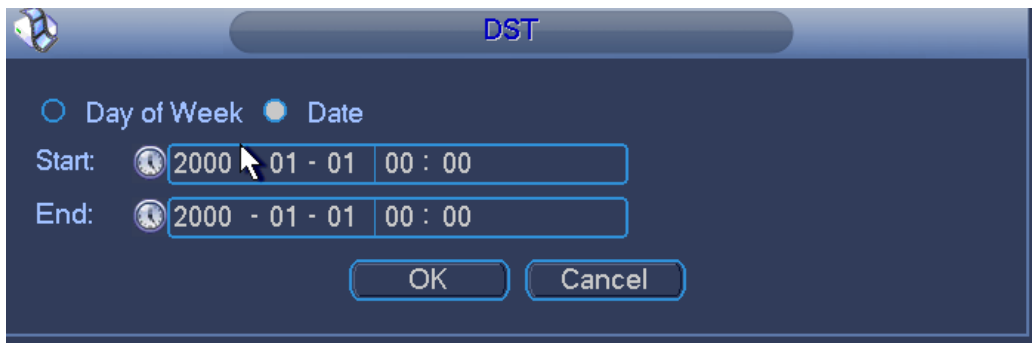 DST
Day of Week Date
Start: 2000 - 01 - 01 00 : 00
End: 2000 - 01 - 01 00 : 00
OK Cancel